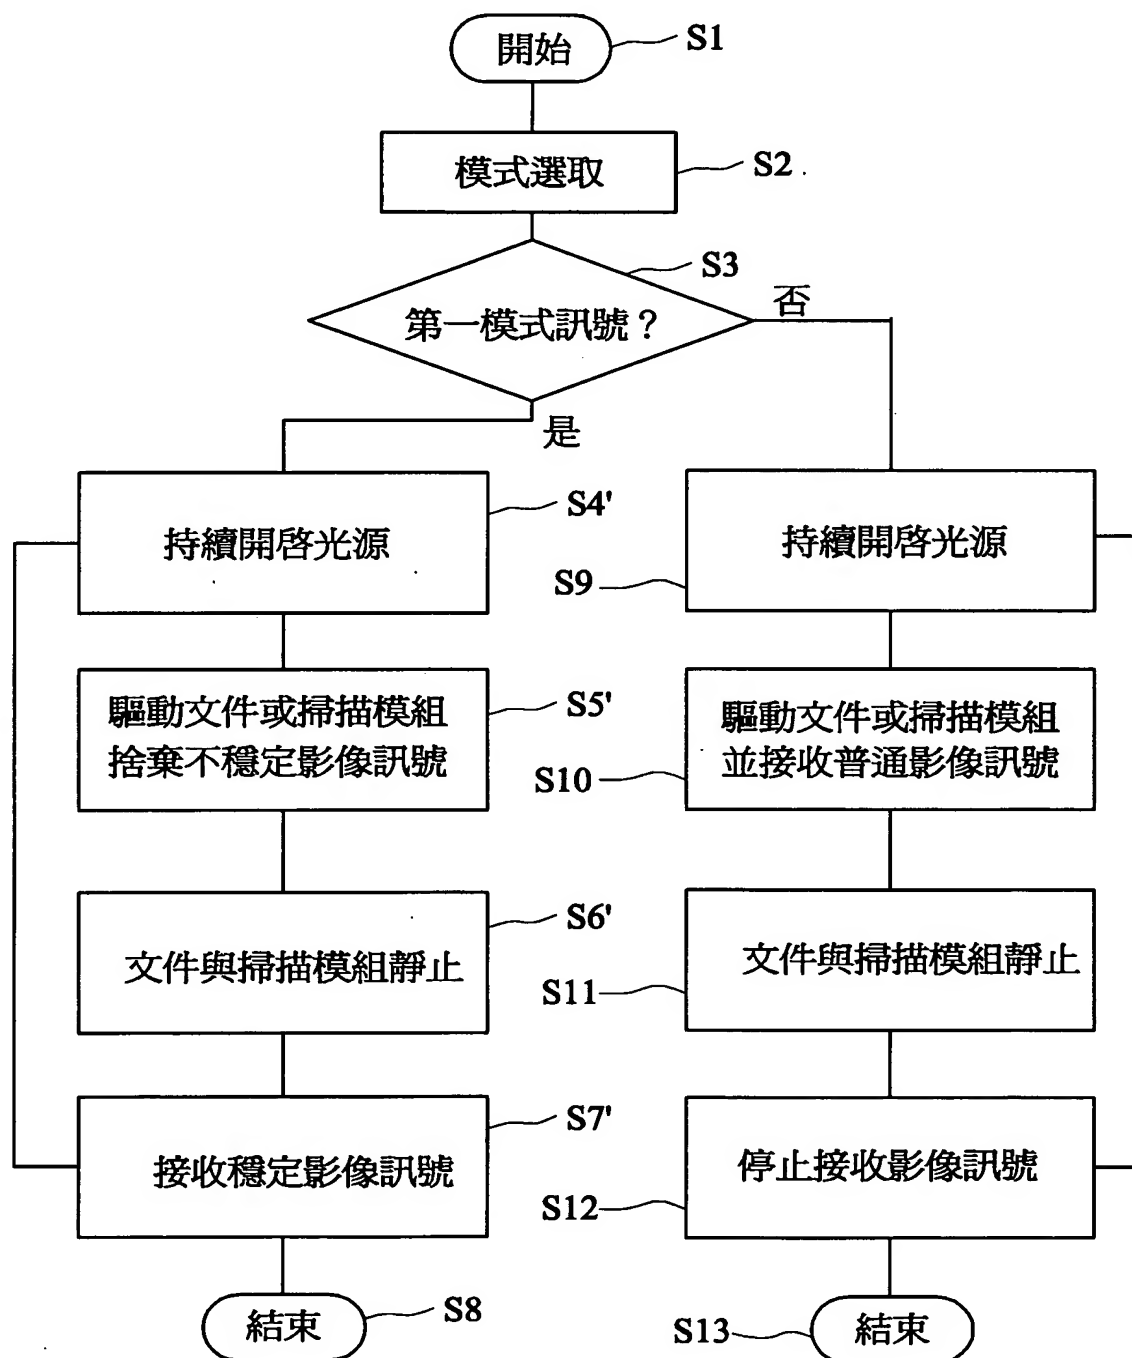 開始
S1
模式選取
S2
S3
第一模式訊號？
否
是
持續開啓光源
S4'
驅動文件或掃描模組
捨棄不穩定影像訊號
S5'
文件與掃描模組靜止
S6'
接收穩定影像訊號
S7'
結束
S8
持續開啓光源
S9
驅動文件或掃描模組
並接收普通影像訊號
S10
文件與掃描模組靜止
S11
停止接收影像訊號
S12
結束
S13